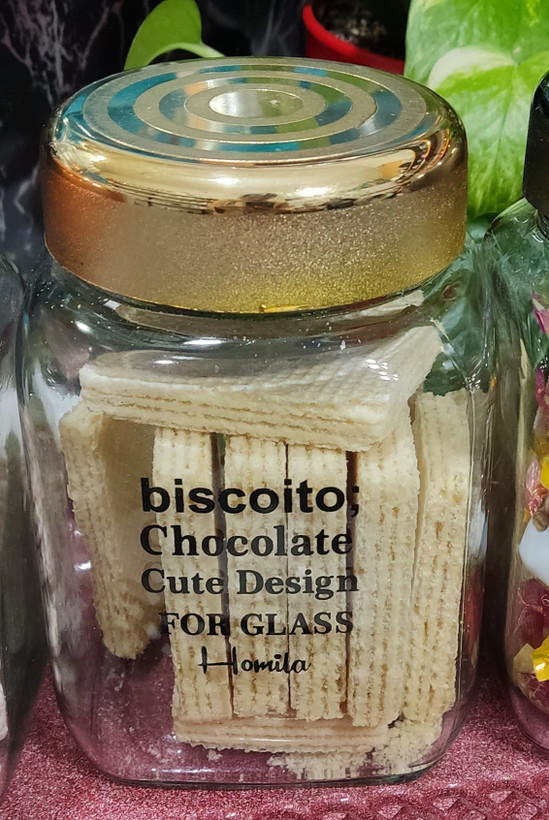 biscoito;
Chocolate
Cute Design
FOR GLASS
Homila